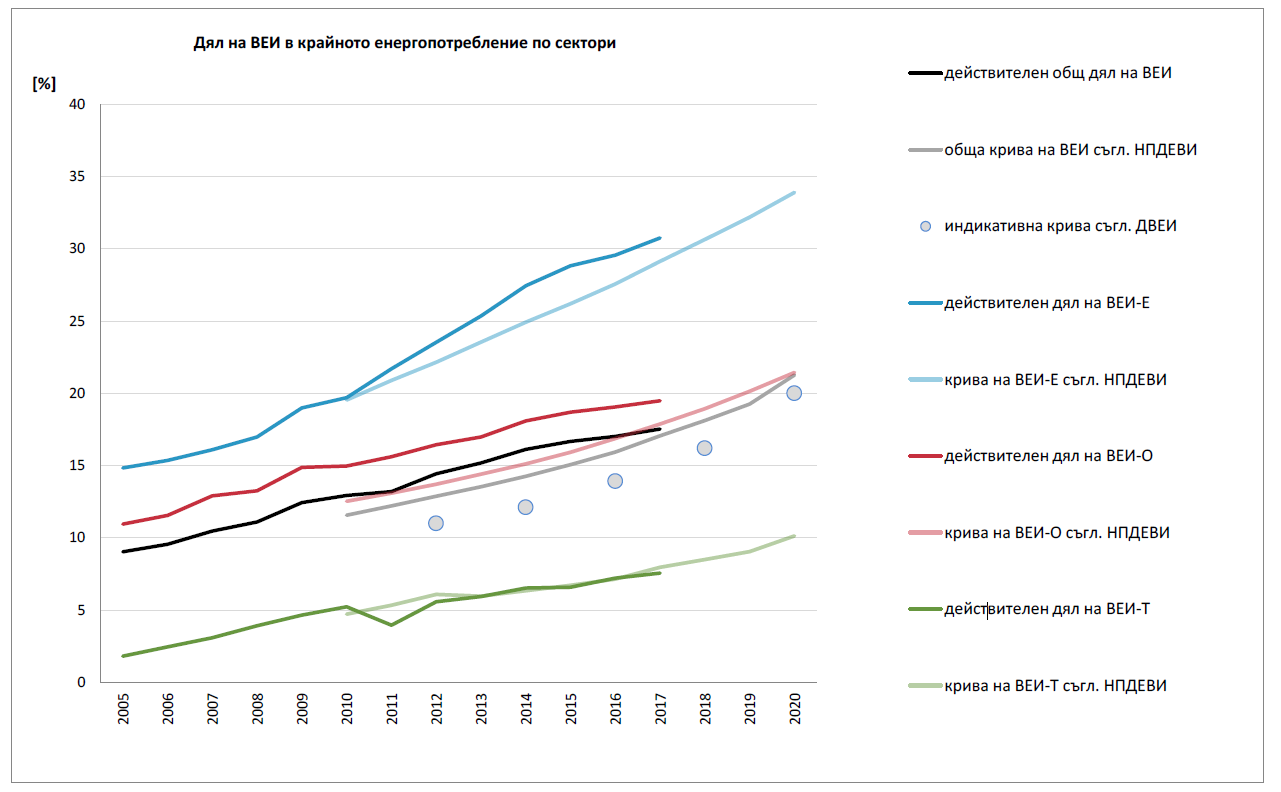 Дял на ВЕИ в крайното енергопотребление по сектори
[%]
40
35
30
25
20
15
10
5
0
2005
2006
2007
2008
2009
2010
2011
2012
2013
2014
2015
2016
2017
2018
2019
2020
действителен общ дял на ВЕИ
обща крива на ВЕИ съгл. НПДЕВИ
индикативна крива съгл. ДВЕИ
действителен дял на ВЕИ-Е
крива на ВЕИ-Е съгл. НПДЕВИ
действителен дял на ВЕИ-О
крива на ВЕИ-О съгл. НПДЕВИ
действителен дял на ВЕИ-Т
крива на ВЕИ-Т съгл. НПДЕВИ